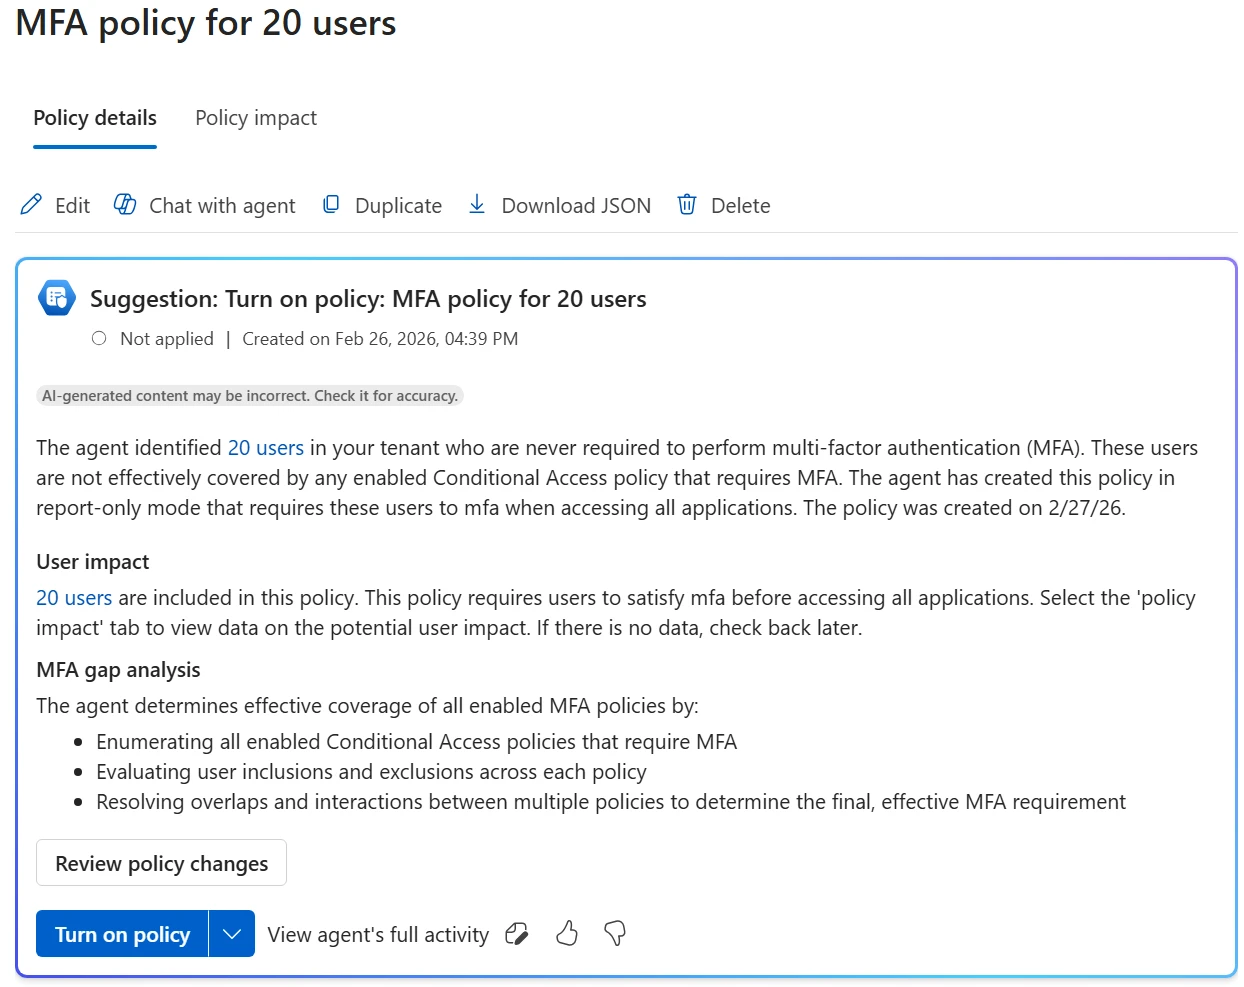 MFA policy for 20 users
Policy details
Policy impact
Edit
Chat with agent
Duplicate
Download JSON
Delete
Suggestion: Turn on policy: MFA policy for 20 users
Not applied | Created on Feb 26, 2026, 04:39 PM
AI-generated content may be incorrect. Check it for accuracy.
The agent identified 20 users in your tenant who are never required to perform multi-factor authentication (MFA). These users
are not effectively covered by any enabled Conditional Access policy that requires MFA. The agent has created this policy in
report-only mode that requires these users to mfa when accessing all applications. The policy was created on 2/27/26.
User impact
20 users are included in this policy. This policy requires users to satisfy mfa before accessing all applications. Select the 'policy
impact' tab to view data on the potential user impact. If there is no data, check back later.
MFA gap analysis
The agent determines effective coverage of all enabled MFA policies by:
• Enumerating all enabled Conditional Access policies that require MFA
• Evaluating user inclusions and exclusions across each policy
• Resolving overlaps and interactions between multiple policies to determine the final, effective MFA requirement
Review policy changes
Turn on policy
View agent's full activity